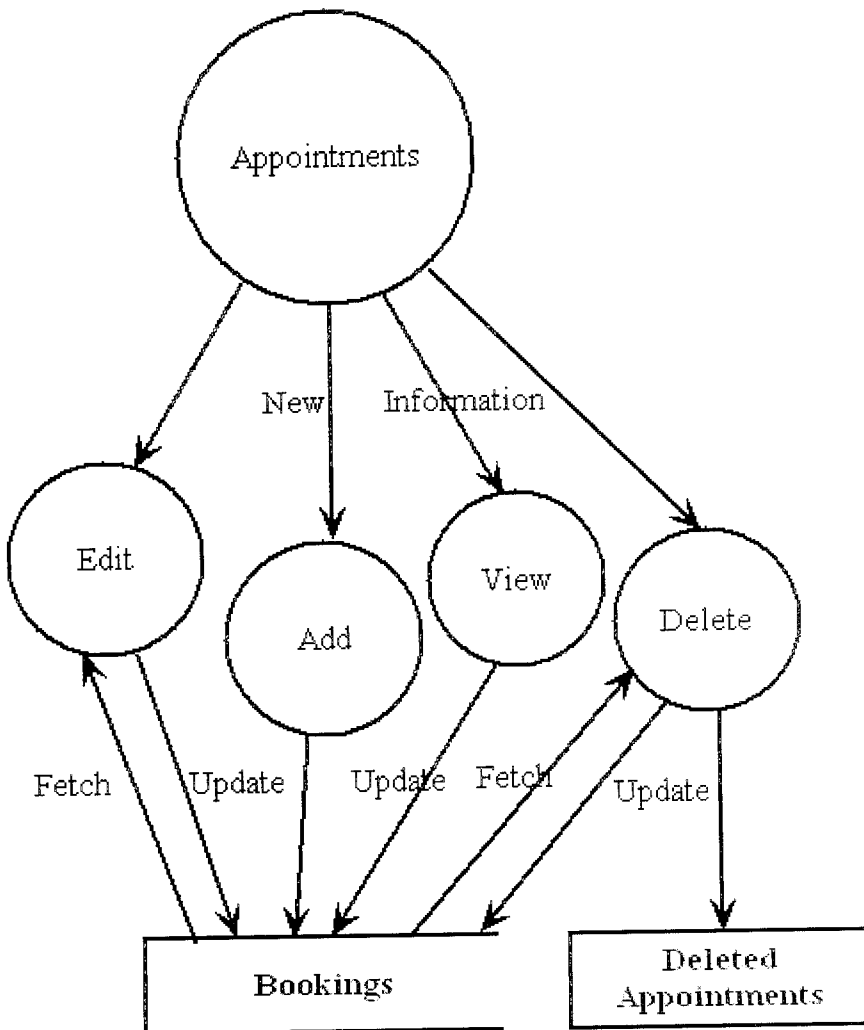 Appointments
New
Information
Edit
Add
View
Delete
Fetch
Update
Update
Fetch
Update
Bookings
Deleted
Appointments